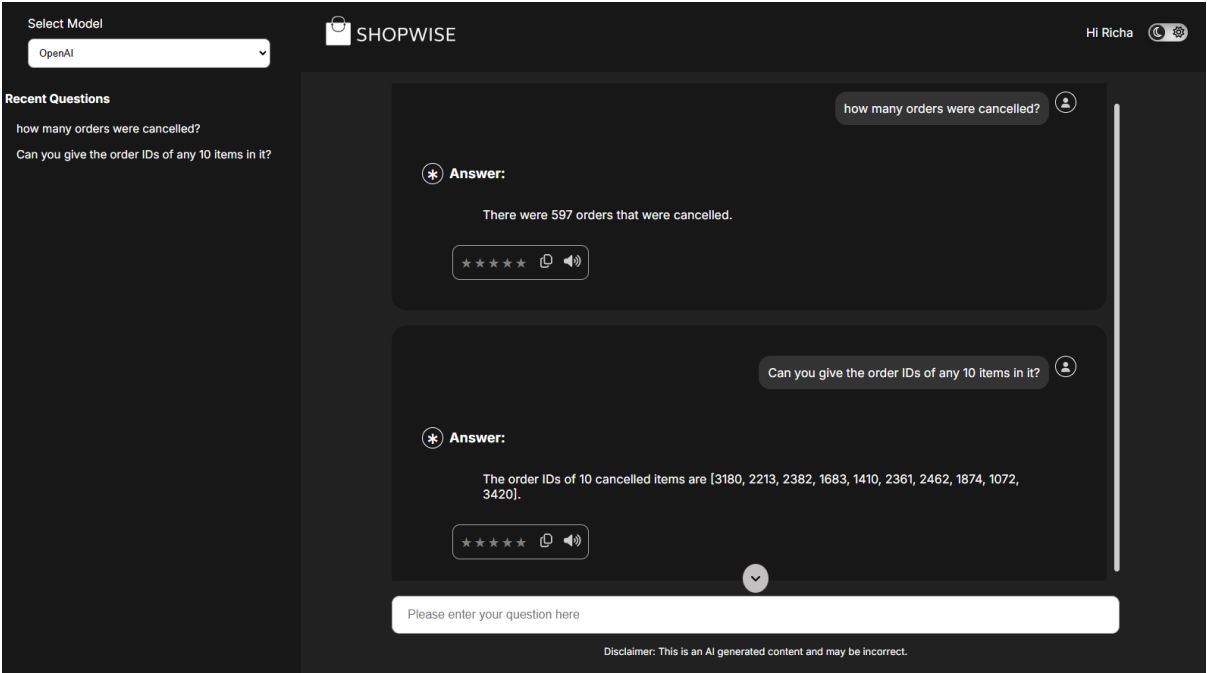 Select Model
OpenAI
Recent Questions
how many orders were cancelled?
Can you give the order IDs of any 10 items in it?
SHOPWISE
Hi Richa
how many orders were cancelled?
Answer:
There were 597 orders that were cancelled.
Can you give the order IDs of any 10 items in it?
Answer:
The order IDs of 10 cancelled items are [3180, 2213, 2382, 1683, 1410, 2361, 2462, 1874, 1072,
3420].
Please enter your question here
Disclaimer: This is an AI generated content and may be incorrect.